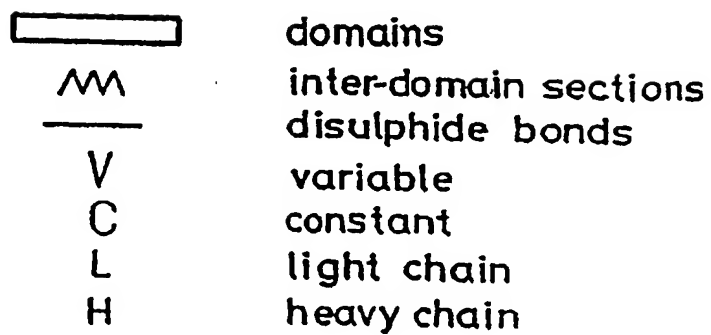 domains
inter-domain sections
disulphide bonds
V variable
C constant
L light chain
H heavy chain